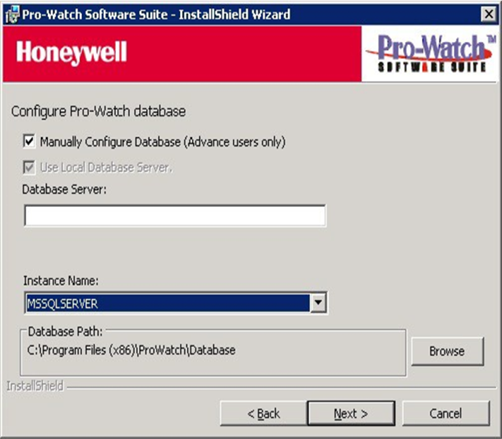 Pro-Watch Software Suite - InstallShield Wizard
Honeywell
Pro-Watch™
SOFTWARE SUITE
Configure Pro-Watch database
Manually Configure Database (Advance users only)
Use Local Database Server.
Database Server:
Instance Name:
MSSQLSERVER
Database Path:
C:\Program Files (x86)\ProWatch\Database
Browse
InstallShield
< Back
Next >
Cancel